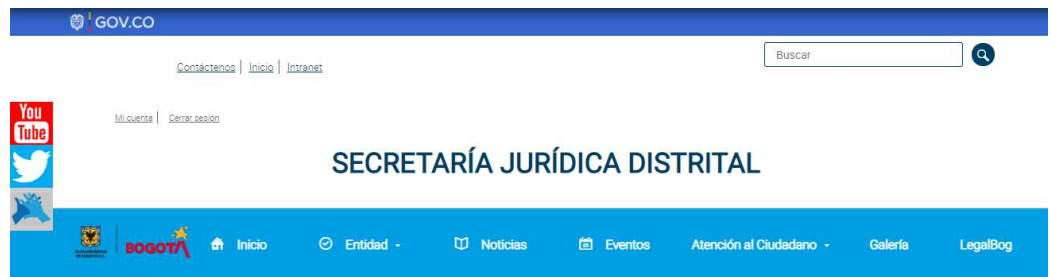 GOV.CO
Buscar
Contáctenos | Inicio | Intranet
You
Tube
Mi cuenta | Cerrar sesión
SECRETARÍA JURÍDICA DISTRITAL
BOGOTÁ Inicio Entidad - Noticias Eventos Atención al Ciudadano - Galería LegalBog